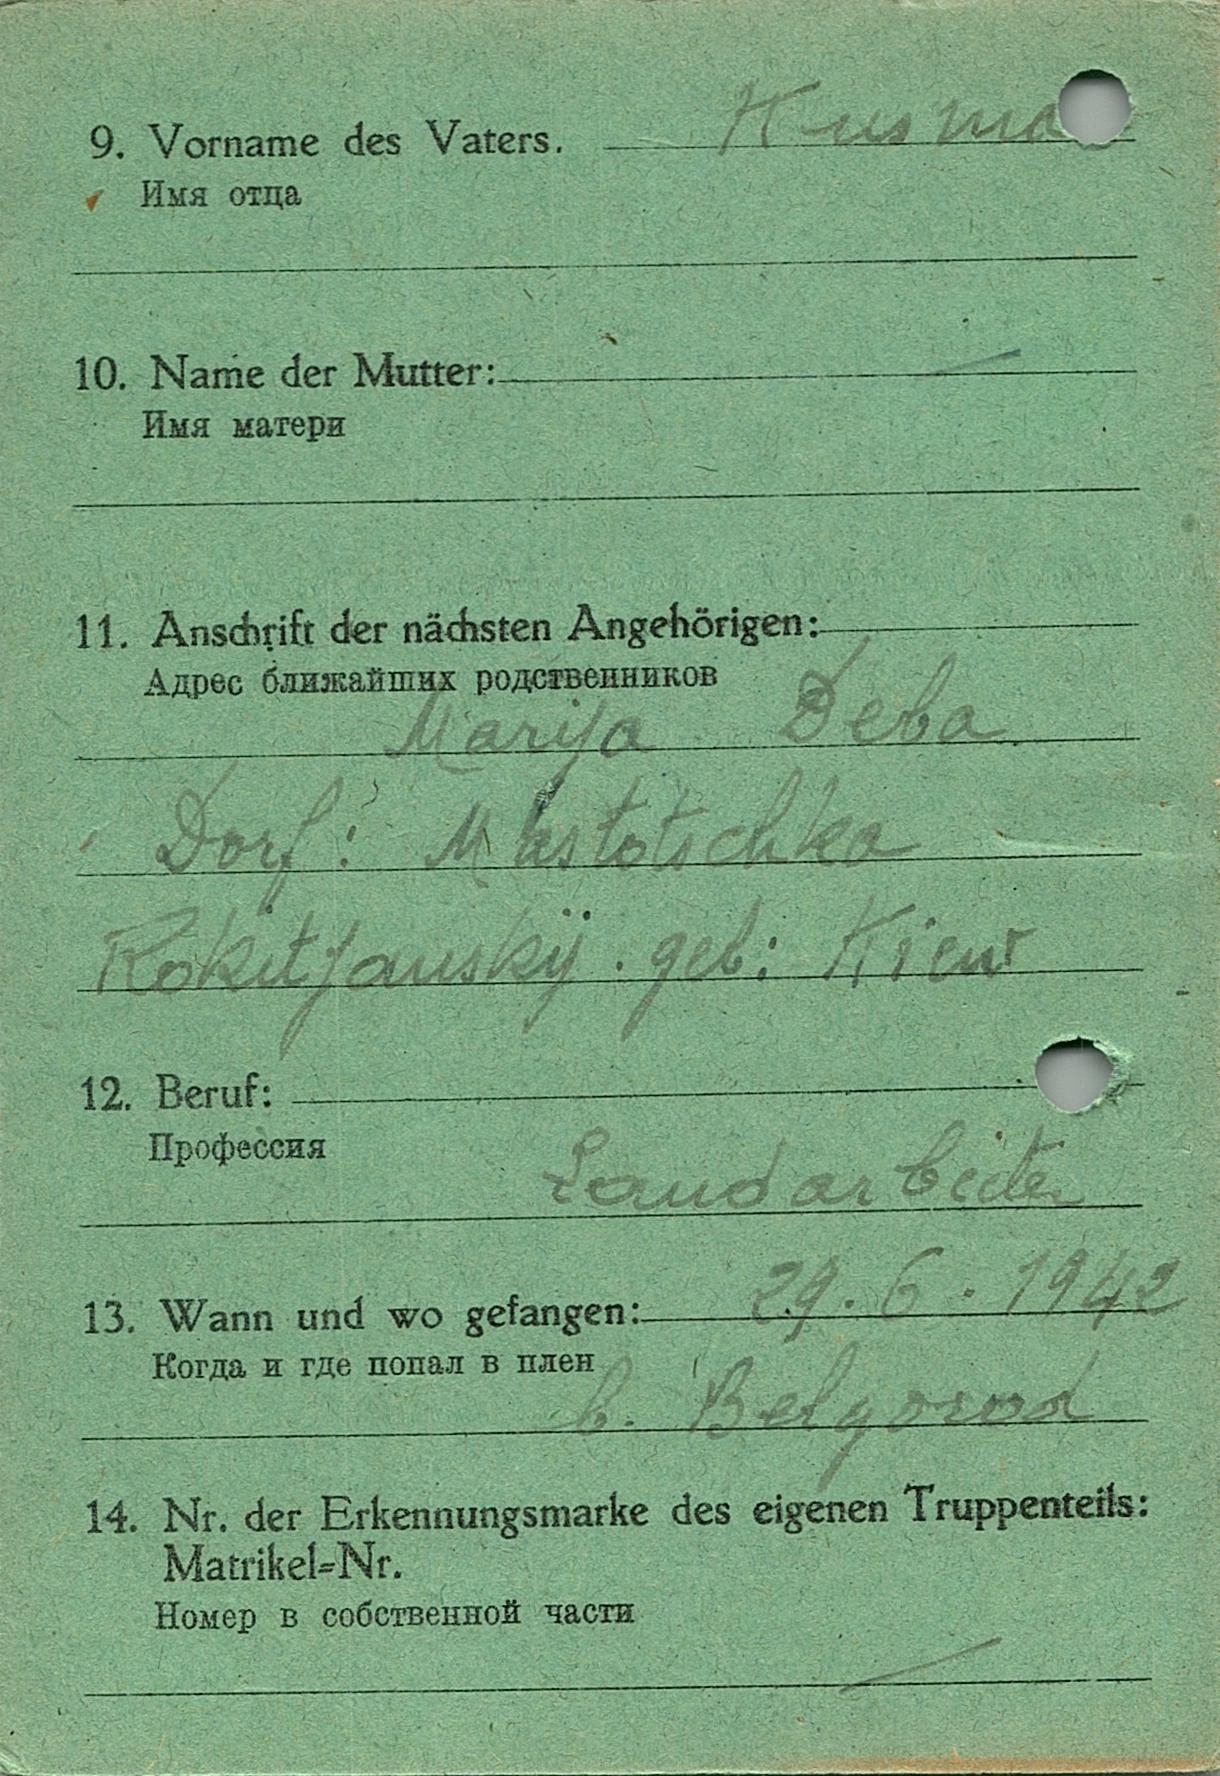 9. Vorname des Vaters. Kusma
Имя отца
10. Name der Mutter: —
Имя матери
11. Anschrift der nächsten Angehörigen:
Адрес ближайших родственников
Marija Deba
Dorf:
Rokitjanskÿ. geb: Kiew
12. Beruf:
Профессия
Landarbeiter
13. Wann und wo gefangen: 29.6.1942
Когда и где попал в плен
b. Belgorod
14. Nr. der Erkennungsmarke des eigenen Truppenteils:
Matrikel=Nr.
Номер в собственной части
—